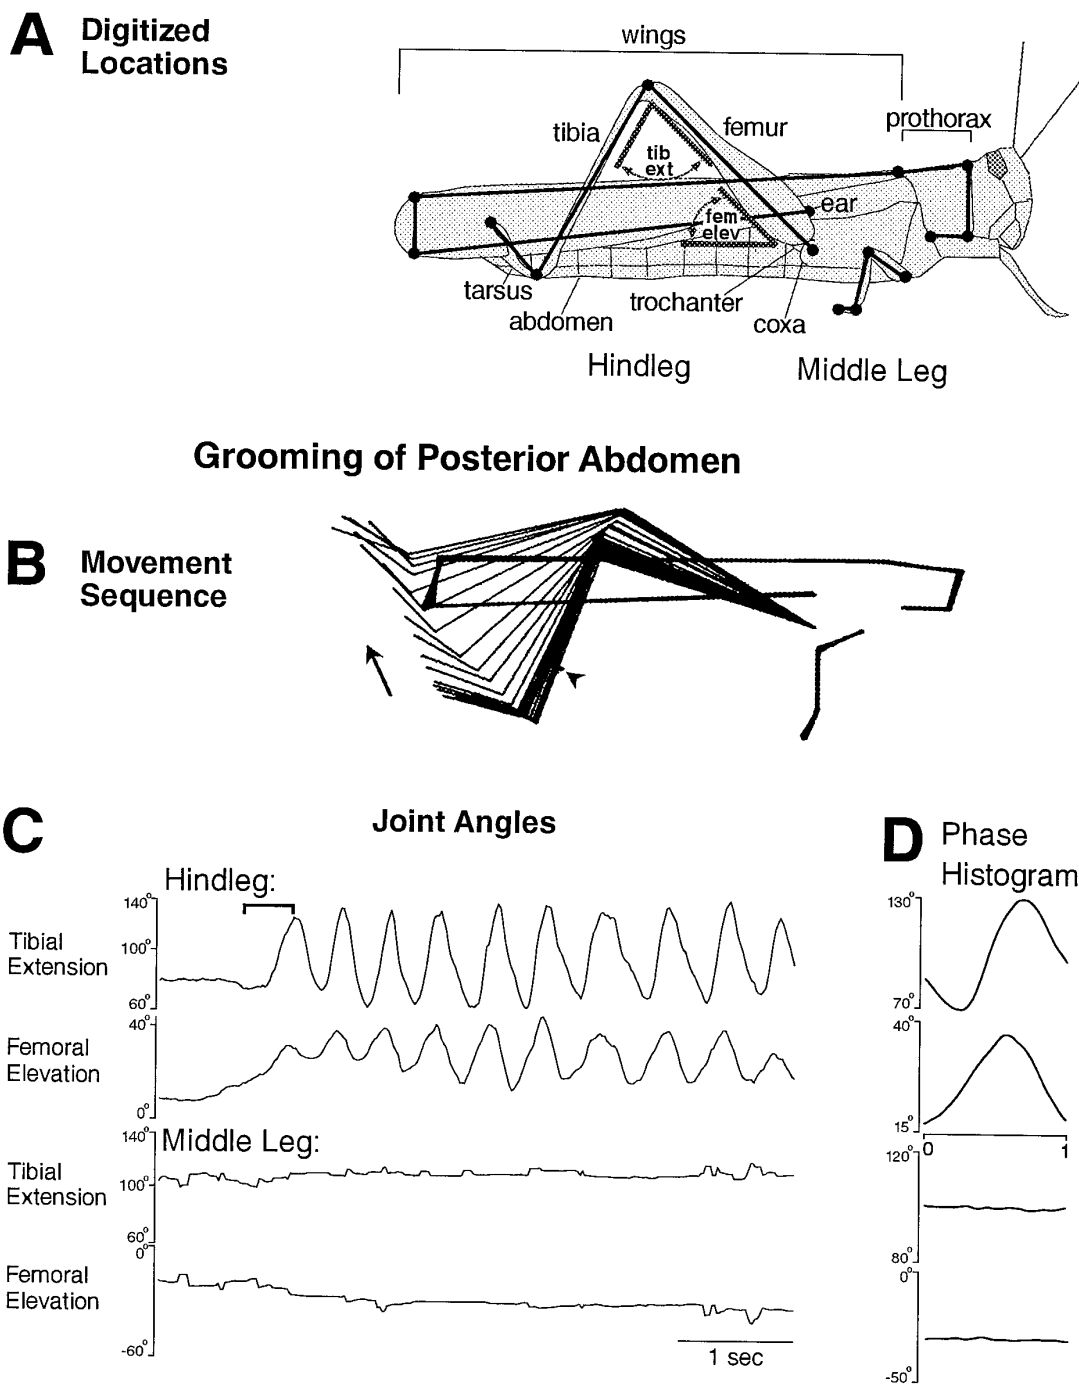 A Digitized
Locations
wings
prothorax
tibia
femur
tib
ext
ear
fem
elev
tarsus
trochanter
abdomen
coxa
Hindleg
Middle Leg
Grooming of Posterior Abdomen
B Movement
Sequence
C
Joint Angles
D Phase
Histogram
Hindleg:
140°
Tibial
100°
Extension
60°
130°
70°
40°
Femoral
Elevation
0°
40°
15°
0 1
140°
Middle Leg:
Tibial
100°
Extension
60°
120°
80°
0°
Femoral
Elevation
-60°
0°
-50°
1 sec